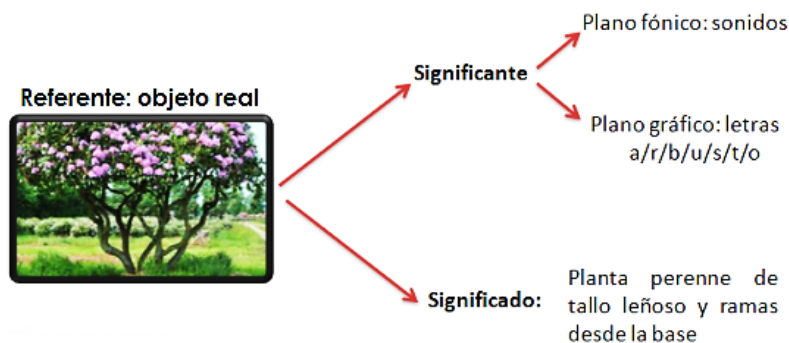 Plano fónico: sonidos
Significante
Referente: objeto real
Plano gráfico: letras
a/r/b/u/s/t/o
Significado:
Planta perenne de
tallo leñoso y ramas
desde la base